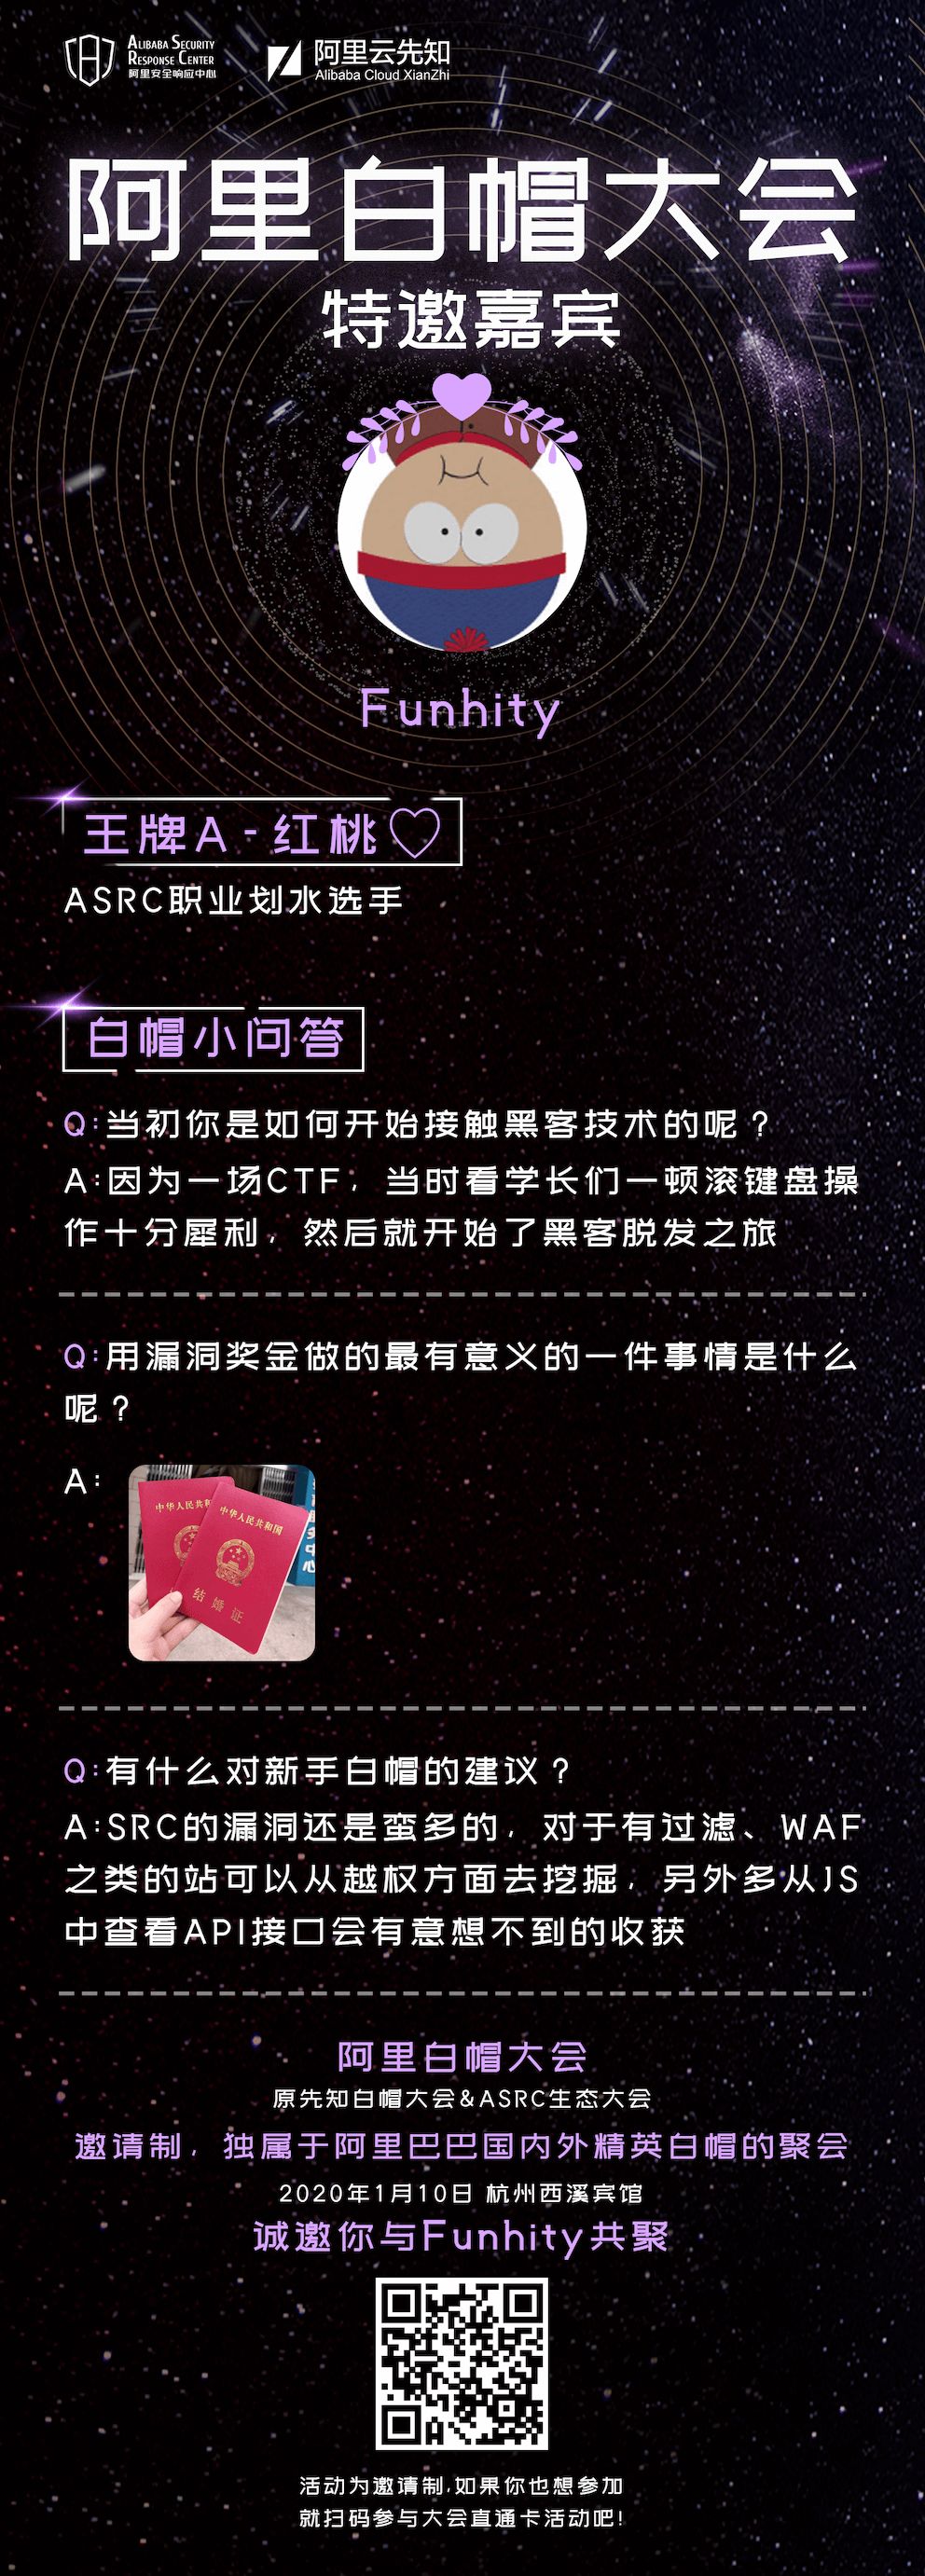 ALIBABA SECURITY
RESPONSE CENTER
阿里安全响应中心
阿里云先知
Alibaba Cloud XianZhi
阿里白帽大会
特邀嘉宾
Funhity
王牌A-红桃♡
ASRC职业划水选手
白帽小问答
Q:当初你是如何开始接触黑客技术的呢？
A:因为一场CTF，当时看学长们一顿滚键盘操
作十分犀利，然后就开始了黑客脱发之旅
Q:用漏洞奖金做的最有意义的一件事情是什么
呢？
A:
中华人民共和
中华人民共和国
结婚证
Q:有什么对新手白帽的建议？
A:SRC的漏洞还是蛮多的，对于有过滤、WAF
之类的站可以从越权方面去挖掘，另外多从JS
中查看API接口会有意想不到的收获
阿里白帽大会
原先知白帽大会&ASRC生态大会
邀请制，独属于阿里巴巴国内外精英白帽的聚会
2020年1月10日 杭州西溪宾馆
诚邀你与Funhity共聚
活动为邀请制,如果你也想参加
就扫码参与大会直通卡活动吧!